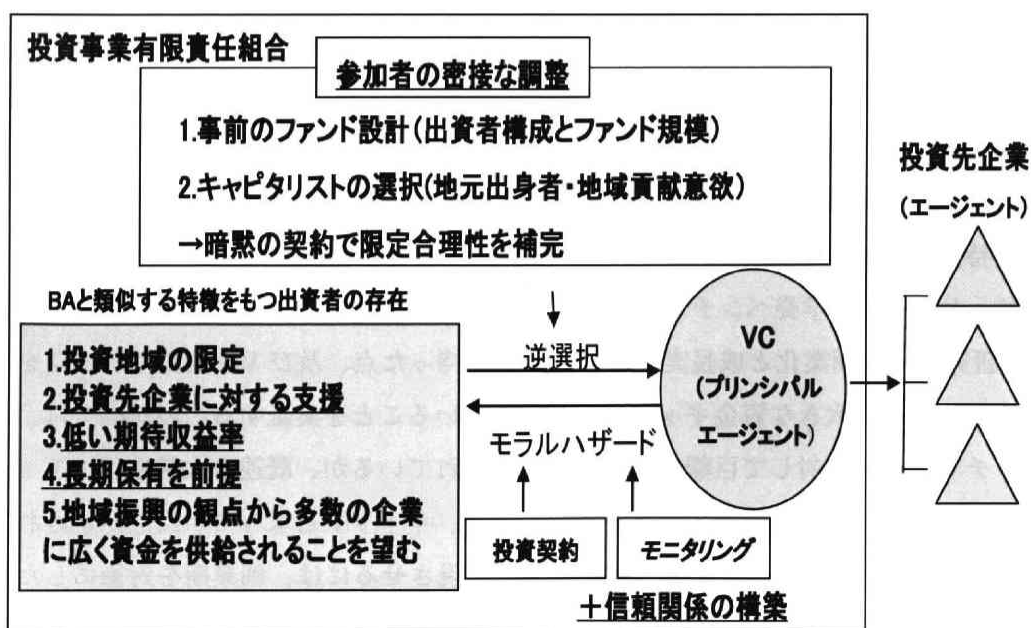 投資事業有限責任組合
参加者の密接な調整
1.事前のファンド設計(出資者構成とファンド規模)
2.キャピタリストの選択(地元出身者・地域貢献意欲)
→暗黙の契約で限定合理性を補完
投資先企業
(エージェント)
BAと類似する特徴をもつ出資者の存在
1.投資地域の限定
2.投資先企業に対する支援
3.低い期待収益率
4.長期保有を前提
5.地域振興の観点から多数の企業
に広く資金を供給されることを望む
逆選択
モラルハザード
VC
(プリンシパル
エージェント)
投資契約
モニタリング
＋信頼関係の構築